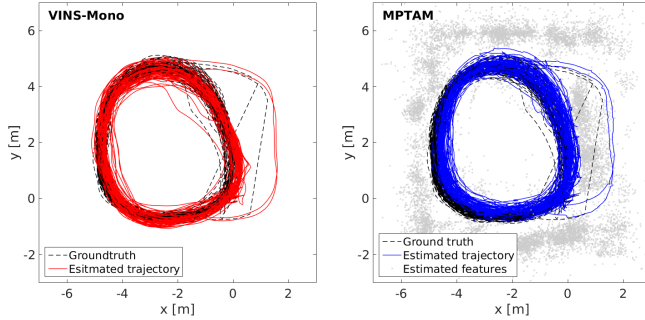 VINS-Mono
6
4
2
0
-2
y [m]
-6
-4
-2
0
2
x [m]
Groundtruth
Esitmated trajectory
MPTAM
6
4
2
0
-2
y [m]
-6
-4
-2
0
2
x [m]
Ground truth
Estimated trajectory
Estimated features